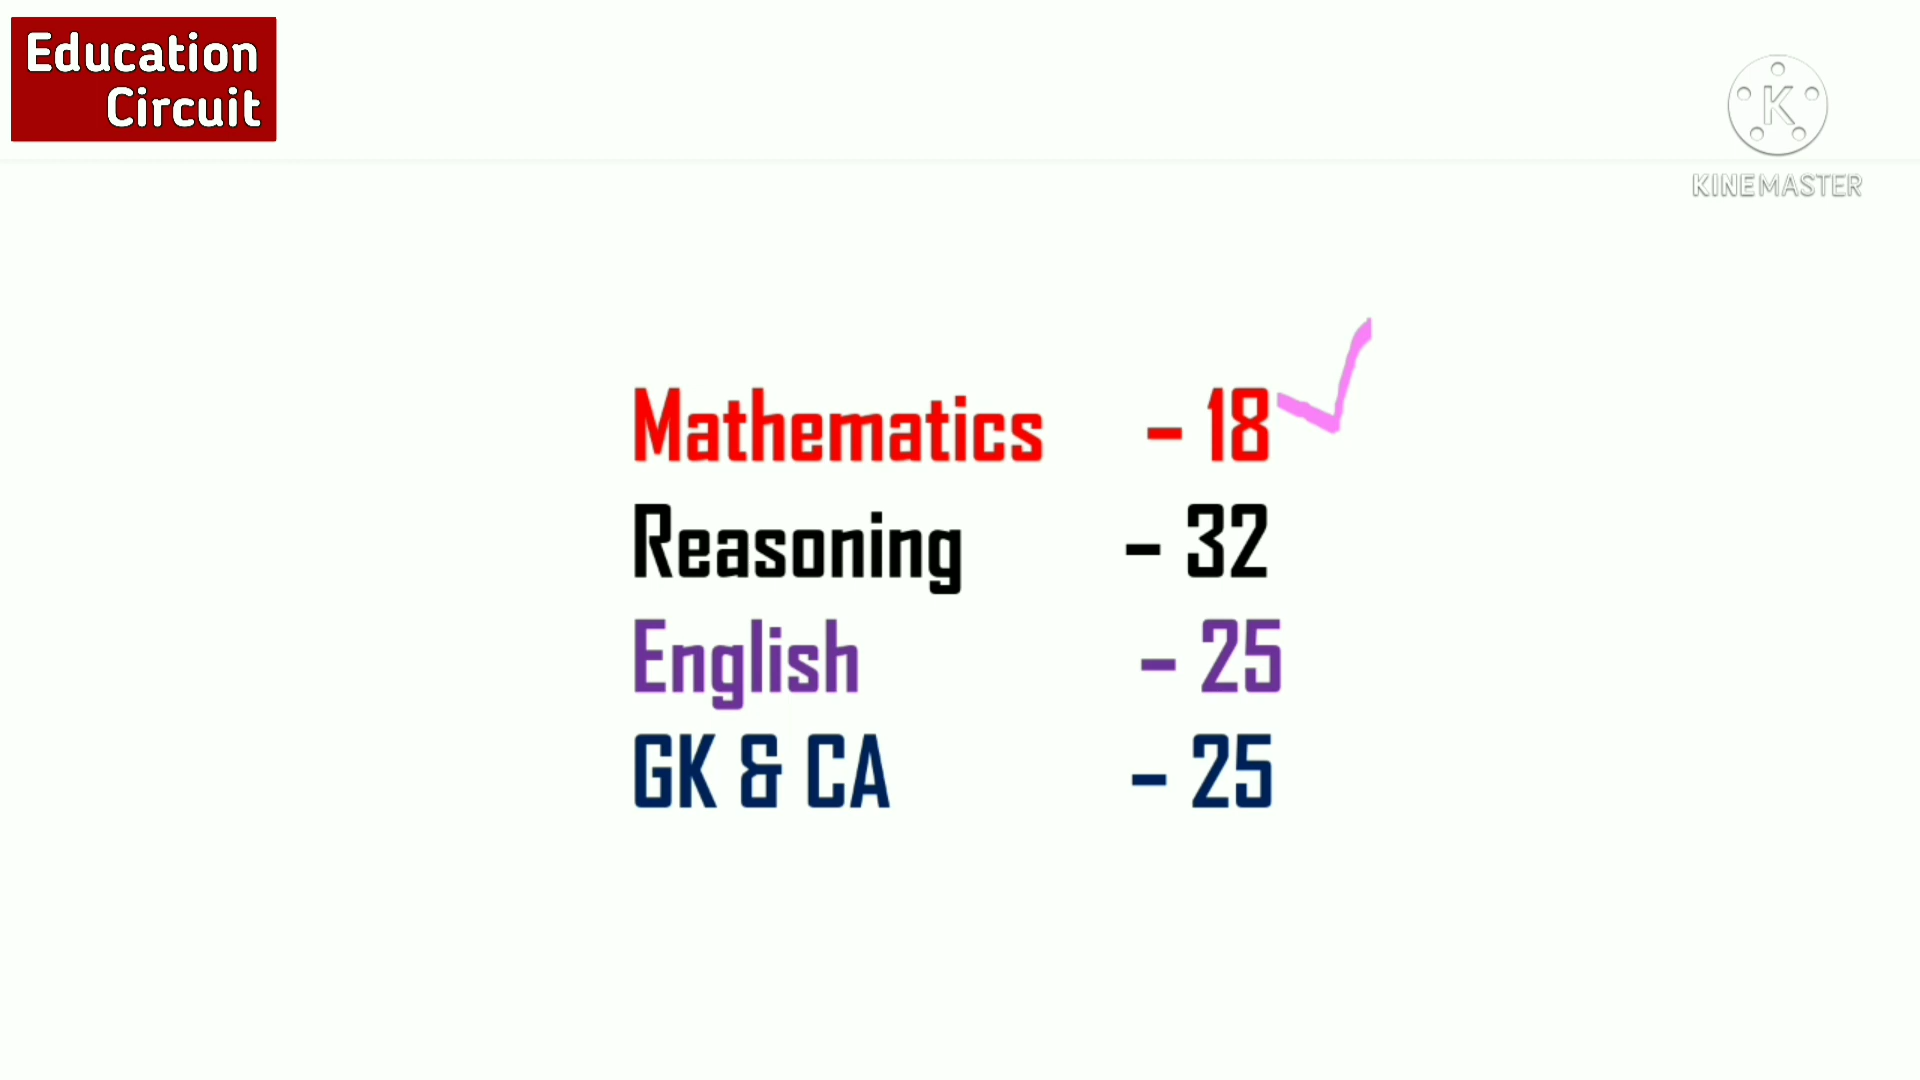 Education
Circuit
K
KINEMASTER
Mathematics – 18
Reasoning – 32
English – 25
GK & CA – 25